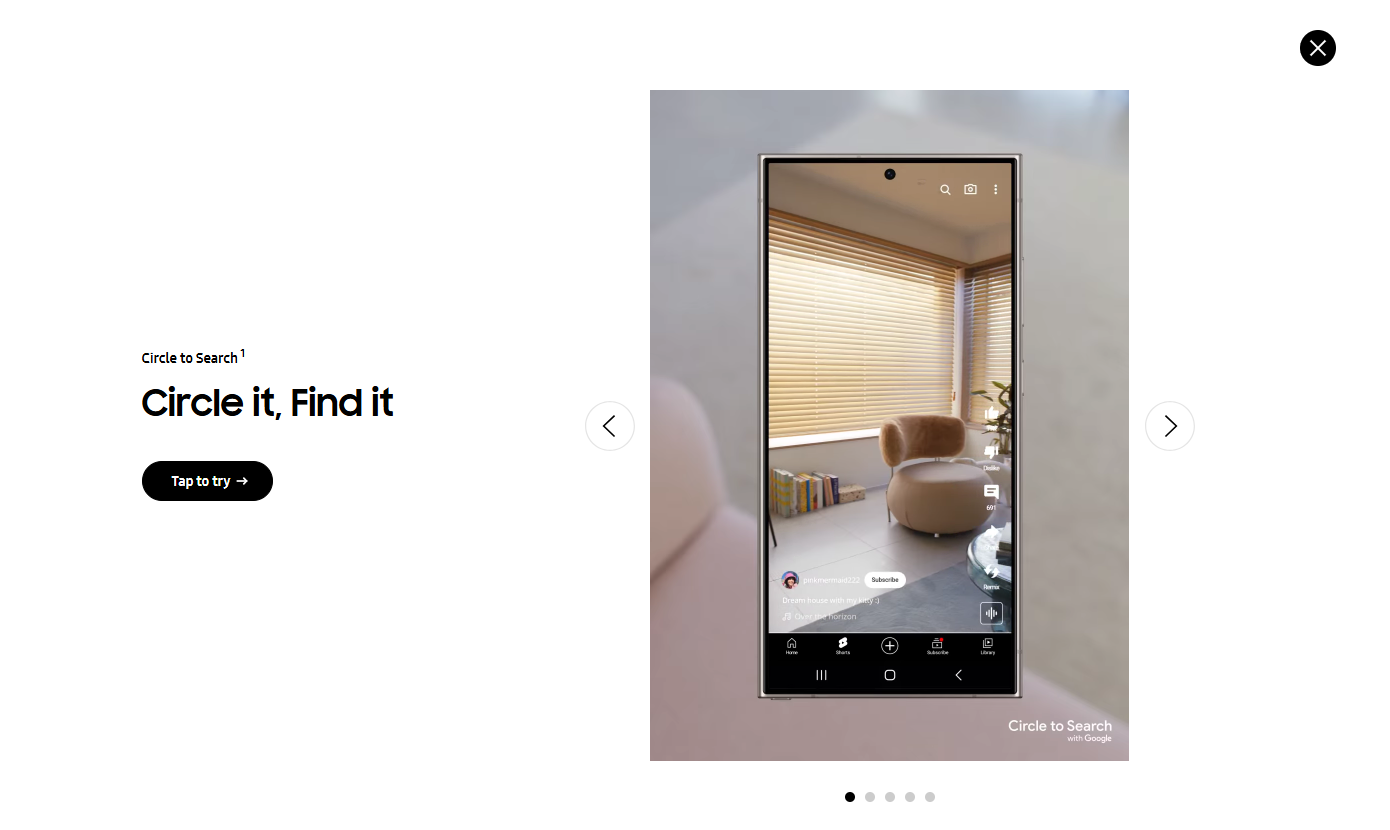 Circle to Search 1
Circle it, Find it
Tap to try →
Dislike
691
Remix
pinkmermaid222 Subscribe
Dream house with my kitty :)
Over the horizon
Home Shorts Subscribe Library
Circle to Search
with Google